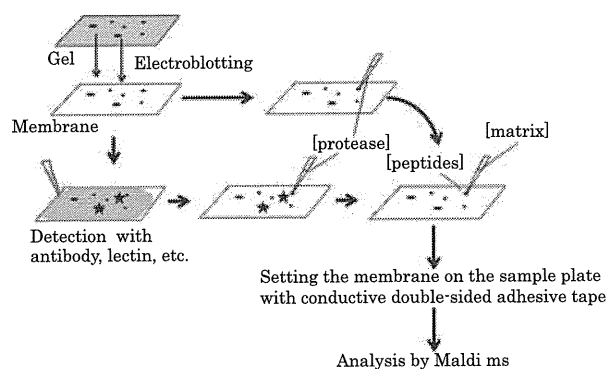 Gel
Electroblotting
Membrane
[protease]
[matrix]
[peptides]
Detection with
antibody, lectin, etc.
Setting the membrane on the sample plate
with conductive double-sided adhesive tape
Analysis by Maldi ms